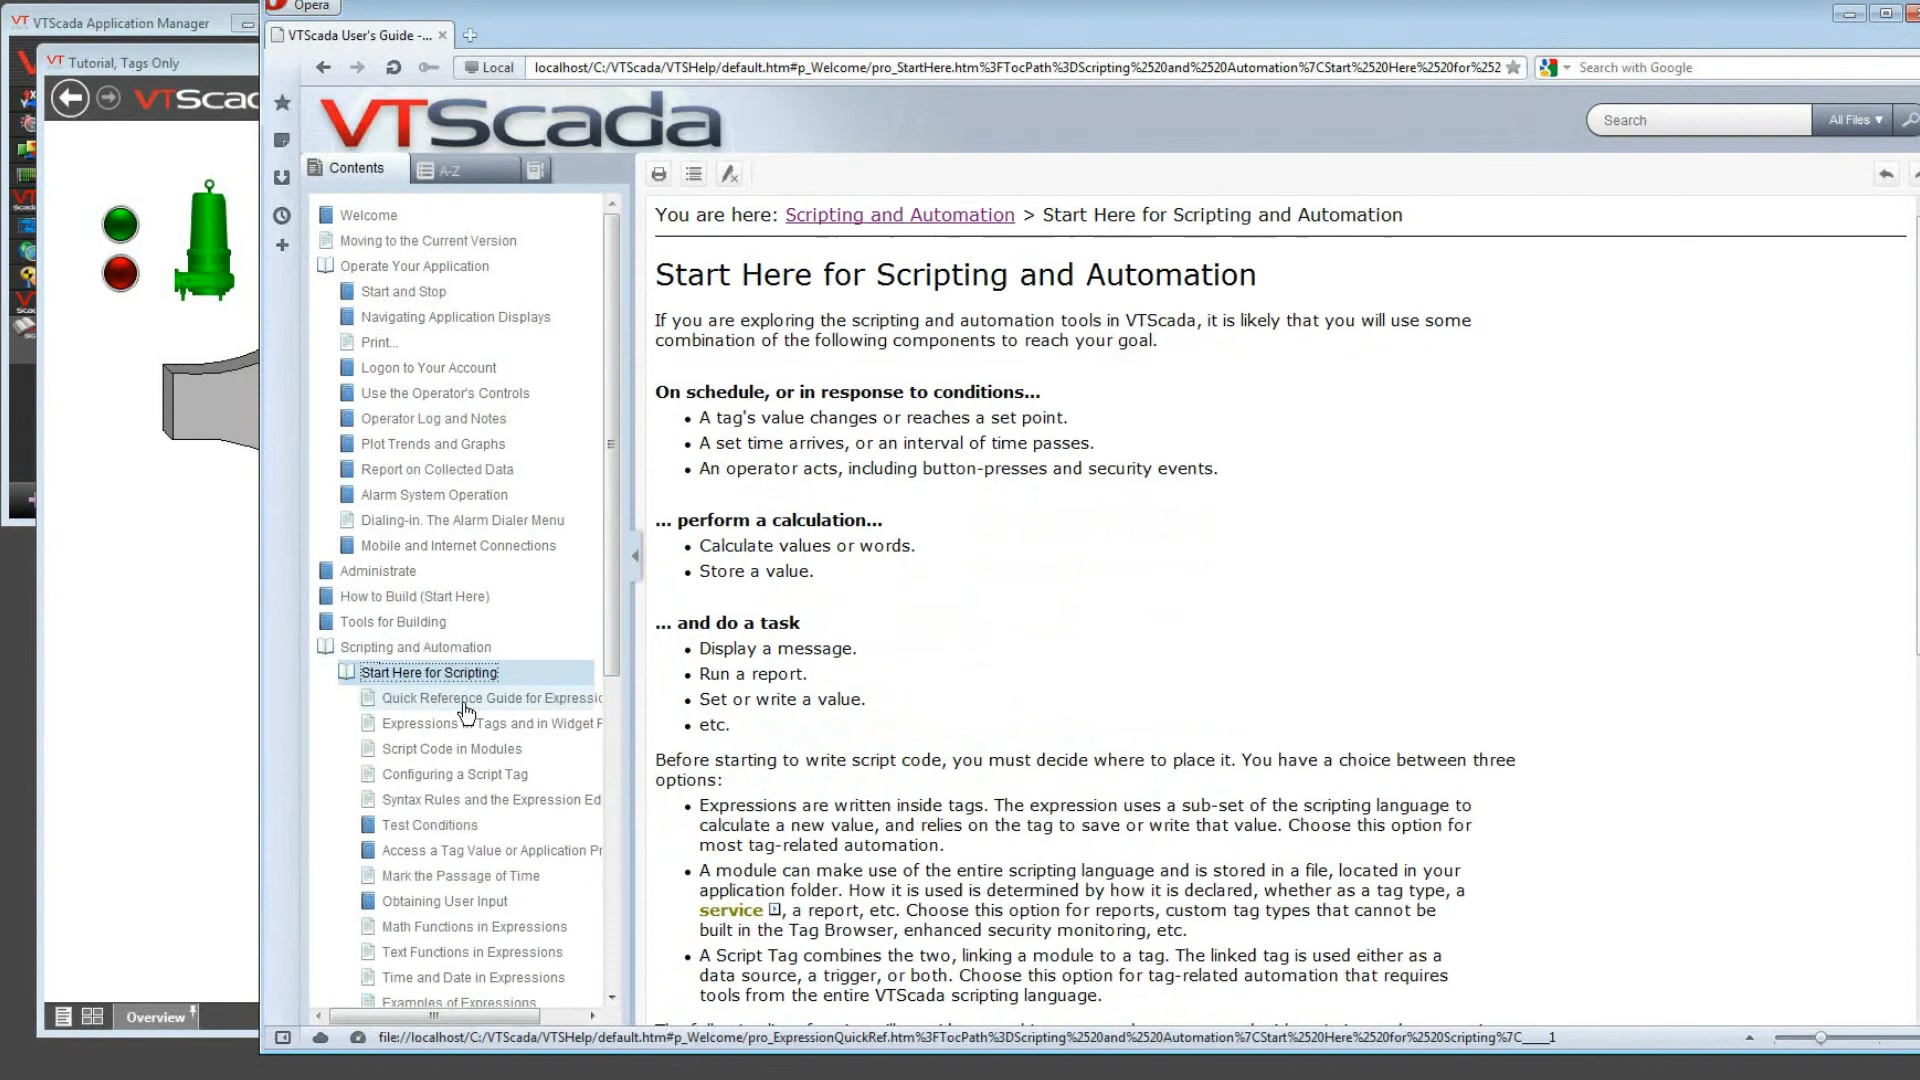 VTScada Application Manager
Tutorial, Tags Only
VTScad
Overview
Opera
VTScada User's Guide -...
Local
localhost/C:/VTScada/VTSHelp/default.htm#p_Welcome/pro_StartHere.htm%3FTocPath%3DScripting%2520and%2520Automation%7CStart%2520Here%2520for%252
Search with Google
VTScada
Search
All Files
Contents
A-Z
Welcome
Moving to the Current Version
Operate Your Application
Start and Stop
Navigating Application Displays
Print...
Logon to Your Account
Use the Operator's Controls
Operator Log and Notes
Plot Trends and Graphs
Report on Collected Data
Alarm System Operation
Dialing-in. The Alarm Dialer Menu
Mobile and Internet Connections
Administrate
How to Build (Start Here)
Tools for Building
Scripting and Automation
Start Here for Scripting
Quick Reference Guide for Expressio
Expressions Tags and in Widget P
Script Code in Modules
Configuring a Script Tag
Syntax Rules and the Expression Ed
Test Conditions
Access a Tag Value or Application Pr
Mark the Passage of Time
Obtaining User Input
Math Functions in Expressions
Text Functions in Expressions
Time and Date in Expressions
Examples of Expressions
You are here: Scripting and Automation > Start Here for Scripting and Automation
Start Here for Scripting and Automation
If you are exploring the scripting and automation tools in VTScada, it is likely that you will use some
combination of the following components to reach your goal.
On schedule, or in response to conditions...
• A tag's value changes or reaches a set point.
• A set time arrives, or an interval of time passes.
• An operator acts, including button-presses and security events.
... perform a calculation...
• Calculate values or words.
• Store a value.
... and do a task
• Display a message.
• Run a report.
• Set or write a value.
• etc.
Before starting to write script code, you must decide where to place it. You have a choice between three
options:
• Expressions are written inside tags. The expression uses a sub-set of the scripting language to
calculate a new value, and relies on the tag to save or write that value. Choose this option for
most tag-related automation.
• A module can make use of the entire scripting language and is stored in a file, located in your
application folder. How it is used is determined by how it is declared, whether as a tag type, a
service, a report, etc. Choose this option for reports, custom tag types that cannot be
built in the Tag Browser, enhanced security monitoring, etc.
• A Script Tag combines the two, linking a module to a tag. The linked tag is used either as a
data source, a trigger, or both. Choose this option for tag-related automation that requires
tools from the entire VTScada scripting language.
file://localhost/C:/VTScada/VTSHelp/default.htm#p_Welcome/pro_ExpressionQuickRef.htm%3FTocPath%3DScripting%2520and%2520Automation%7CStart%2520Here%2520for%2520Scripting%7C_____1